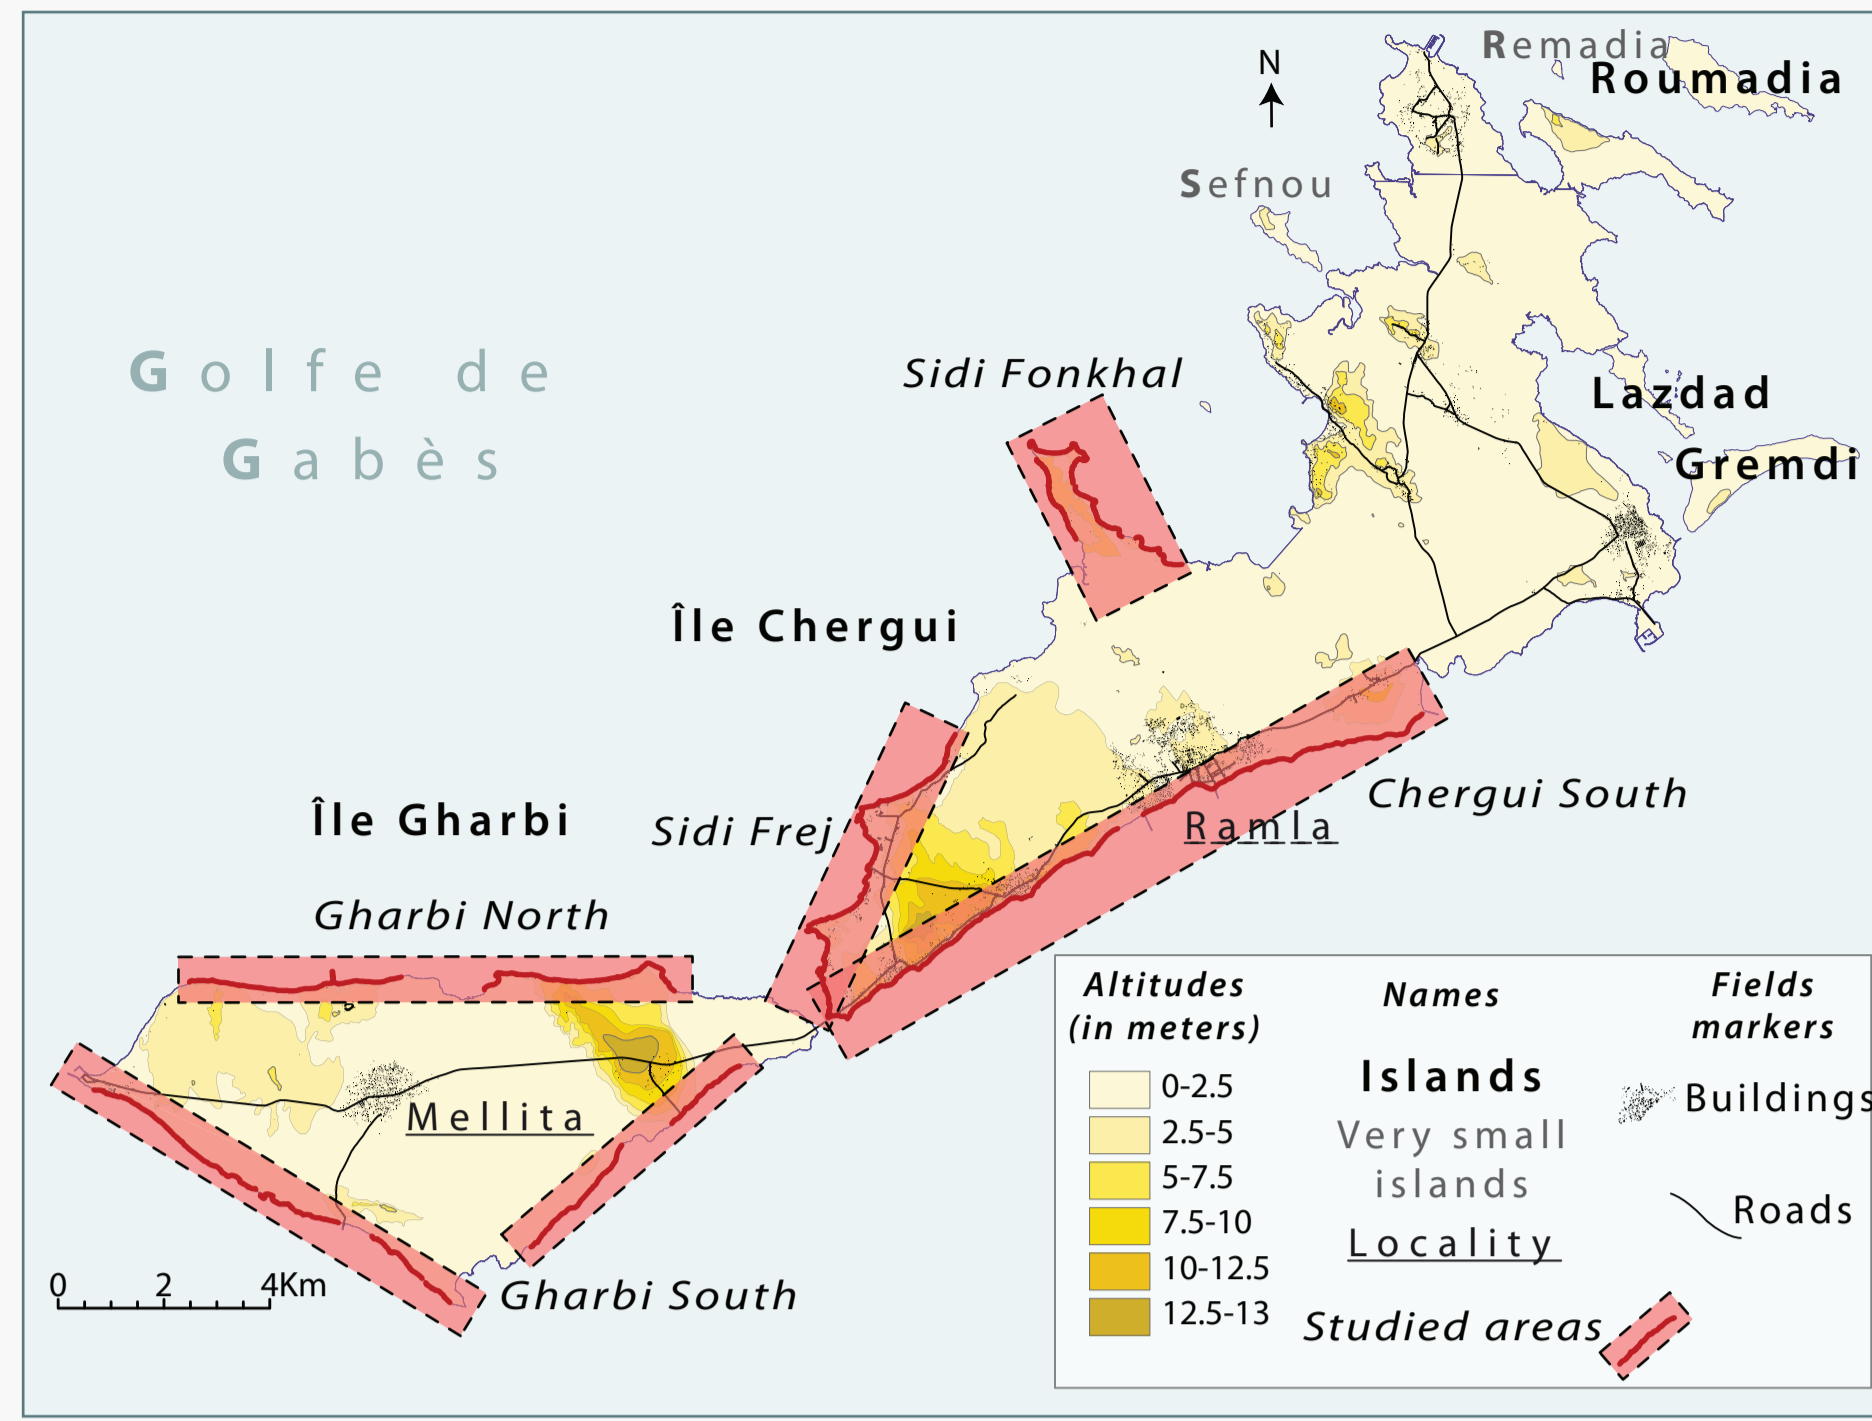 Remadia
Roumadia
N
Sefnou
Golfe de
Gabès
Sidi Fonkhal
Lazdad
Gremdi
Île Chergui
Chergui South
Île Gharbi
Sidi Frej
Ramla
Gharbi North
Mellita
Gharbi South
0 2 4Km
Altitudes
(in meters)
0-2.5
2.5-5
5-7.5
7.5-10
10-12.5
12.5-13
Names
Islands
Very small
islands
Locality
Fields
markers
Buildings
Roads
Studied areas